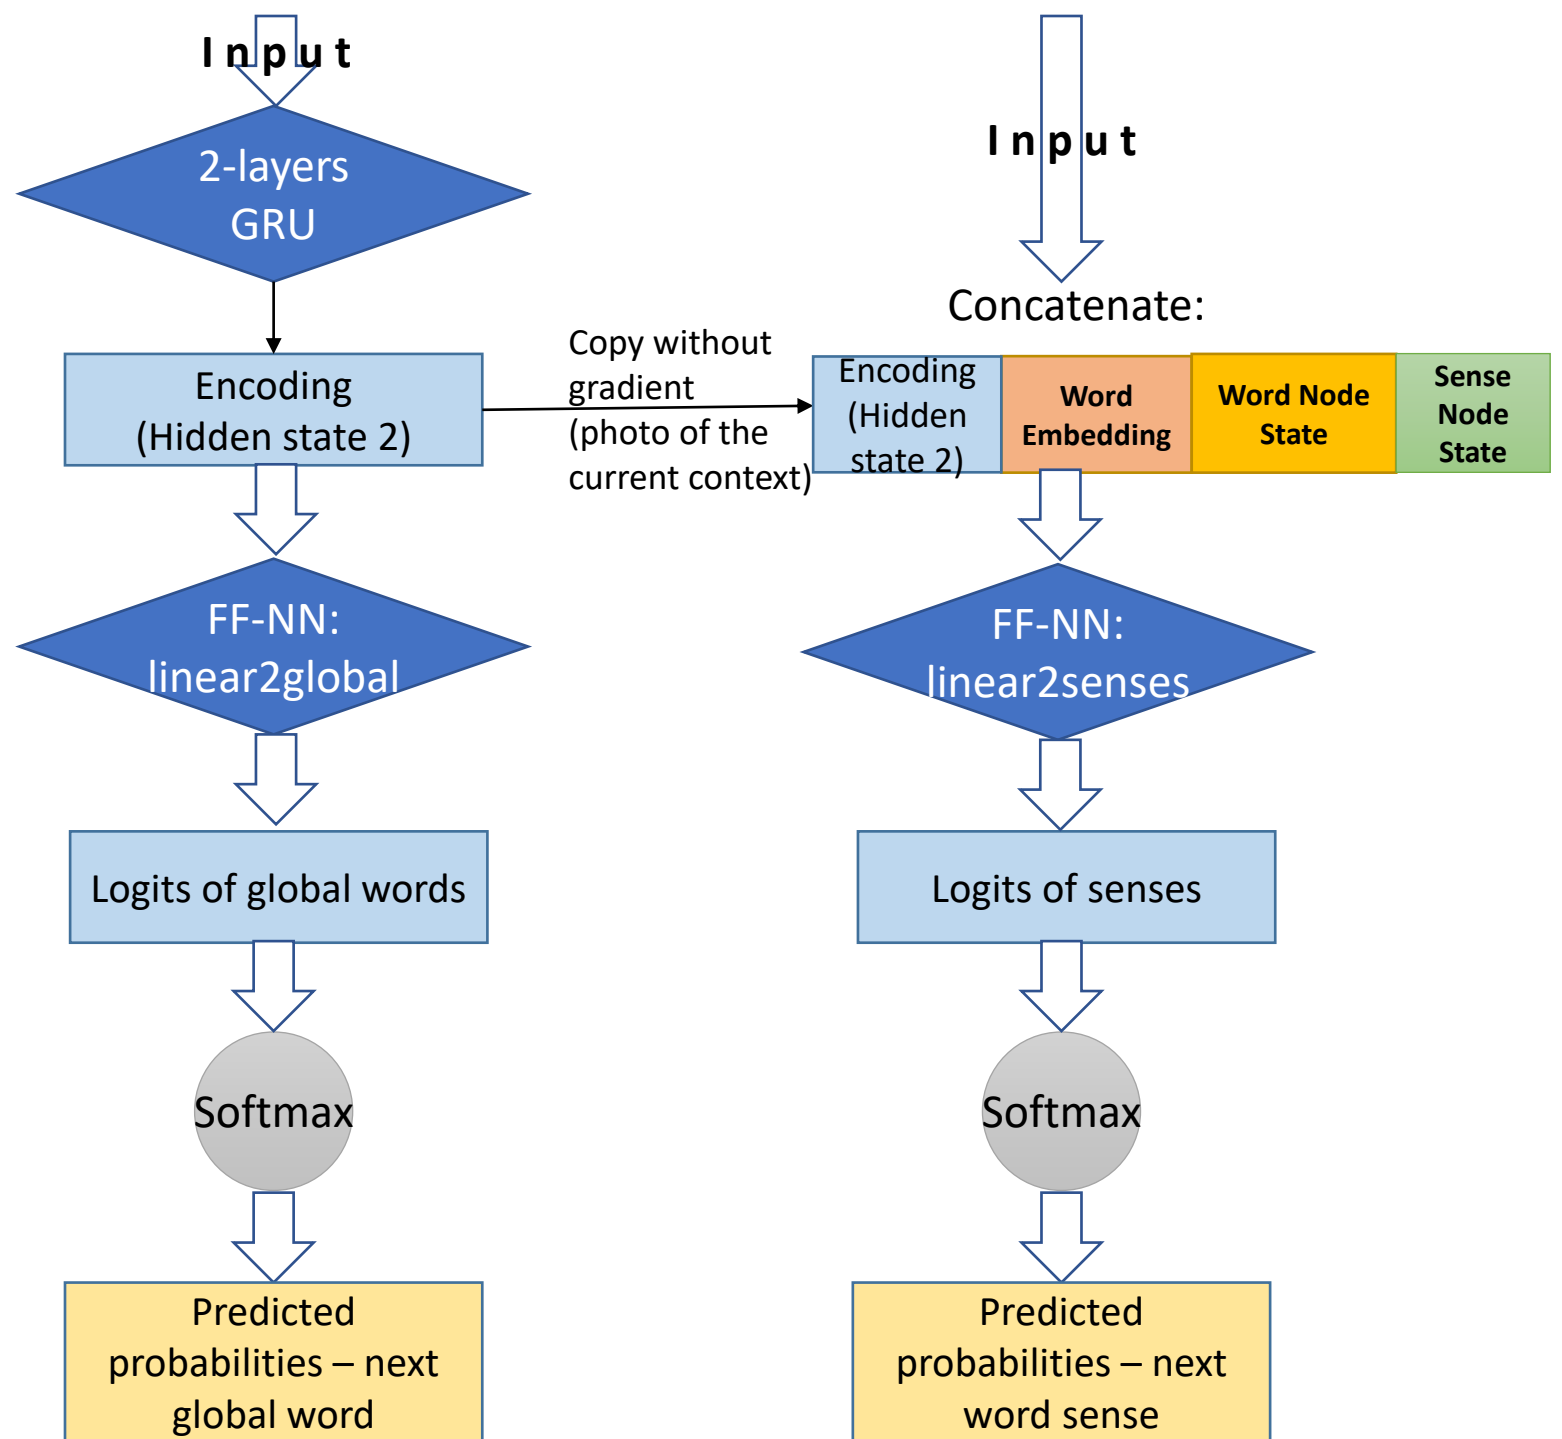 I n p u t
2-layers
GRU
Encoding
(Hidden state 2)
FF-NN:
linear2global
Logits of global words
Softmax
Predicted
probabilities – next
global word
Copy without
gradient
(photo of the
current context)
I n p u t
Concatenate:
Encoding
(Hidden
state 2)
Word
Embedding
Word Node
State
Sense
Node
State
FF-NN:
linear2senses
Logits of senses
Softmax
Predicted
probabilities – next
word sense